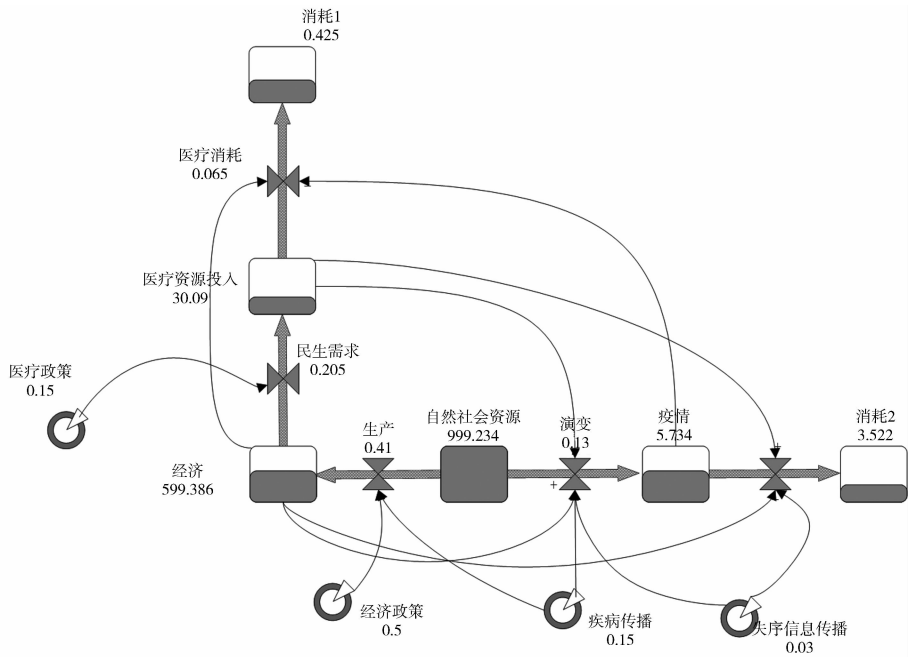 消耗1
0.425
医疗消耗
0.065
医疗资源投入
30.09
民生需求
0.205
医疗政策
0.15
生产
0.41
自然社会资源
999.234
演变
0.13
疫情
5.734
消耗2
3.522
经济
599.386
+
+
经济政策
0.5
疾病传播
0.15
失序信息传播
0.03